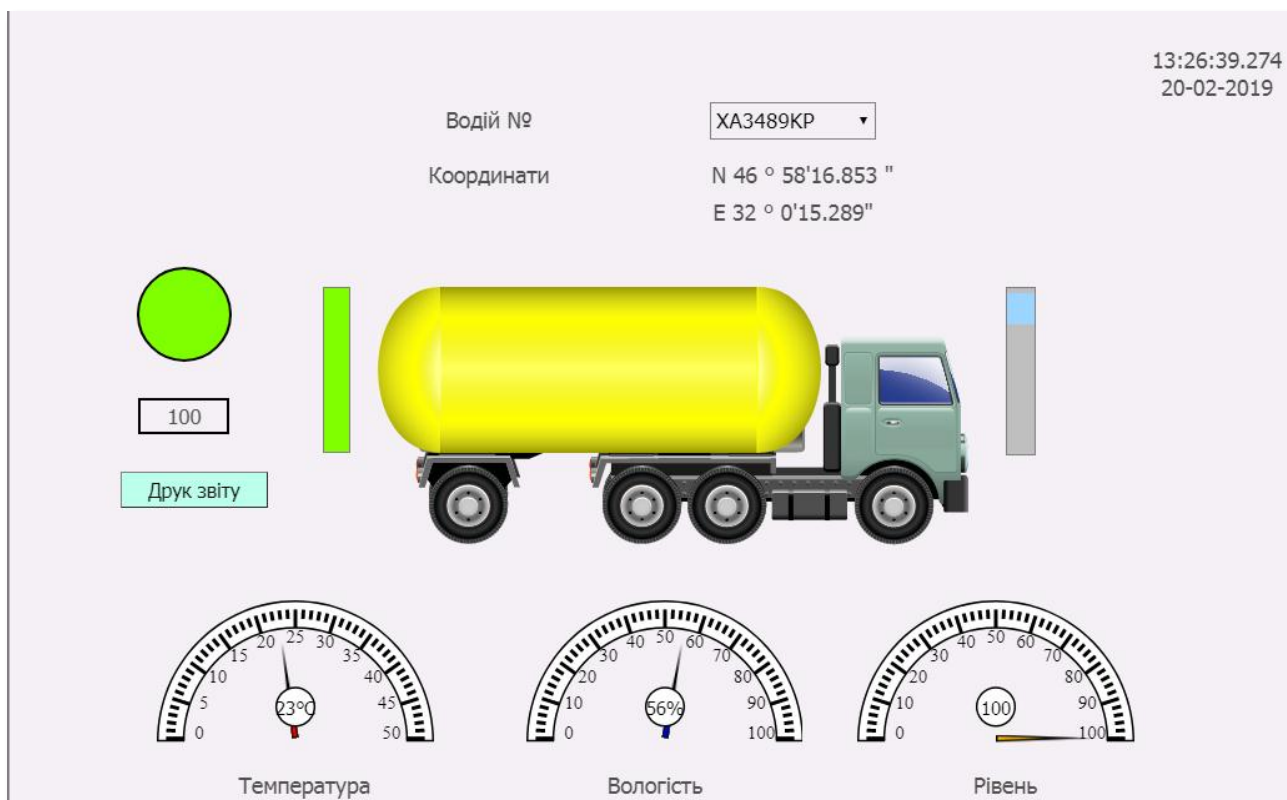 13:26:39.274
20-02-2019
Водій №
ХА3489КР
Координати
N 46 º 58'16.853 "
E 32 º 0'15.289"
100
Друк звіту
0 5 10 15 20 25 30 35 40 45 50
23ºC
Температура
0 10 20 30 40 50 60 70 80 90 100
56%
Вологість
0 10 20 30 40 50 60 70 80 90 100
100
Рівень